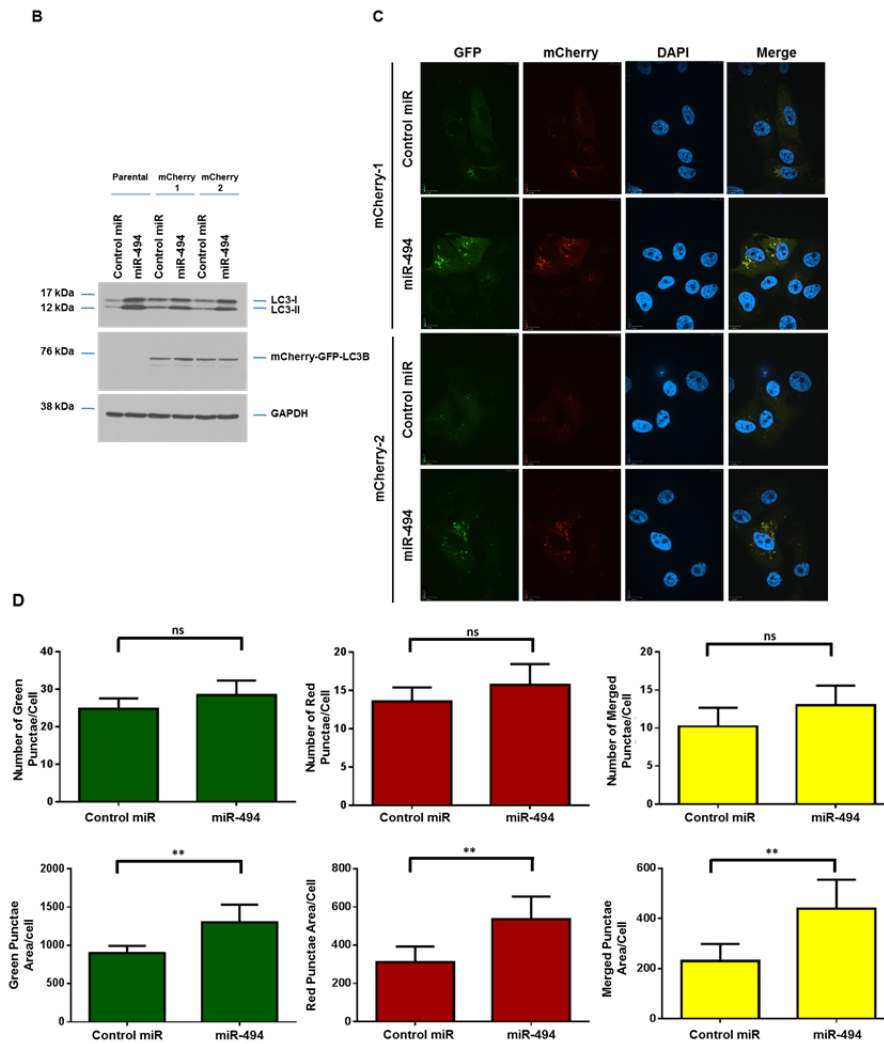 B
C
GFP mCherry DAPI Merge
mCherry-1
Control miR
miR-494
mCherry-2
Control miR
miR-494
Parental mCherry 1 mCherry 2
Control miR
miR-494
Control miR
miR-494
Control miR
miR-494
17 kDa
12 kDa
LC3-I
LC3-II
76 kDa
mCherry-GFP-LC3B
38 kDa
GAPDH
D
ns
Number of Green
Punctae/Cell
40
30
20
10
0
Control miR miR-494
ns
Number of Red
Punctae/Cell
20
15
10
5
0
Control miR miR-494
ns
Number of Merged
Punctae/Cell
20
15
10
5
0
Control miR miR-494
**
Green Punctae
Area/cell
2000
1500
1000
500
0
Control miR miR-494
**
Red Punctae Area/Cell
800
600
400
200
0
Control miR miR-494
**
Merged Punctae
Area/Cell
600
400
200
0
Control miR miR-494